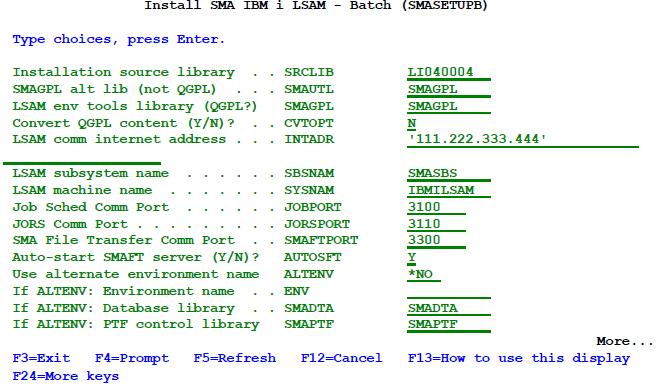 Install SMA IBM i LSAM - Batch (SMASETUPB)
Type choices, press Enter.
Installation source library . . SRCLIB LI040004
SMAGPL alt lib (not QGPL) . . . SMAUTL SMAGPL
LSAM env tools library (QGPL?) SMAGPL SMAGPL
Convert QGPL content (Y/N)? . . CVTOPT N
LSAM comm internet address . . . INTADR '111.222.333.444'
LSAM subsystem name . . . . . . SBSNAM SMASBS
LSAM machine name . . . . . . . SYSNAM IBMILSAM
Job Sched Comm Port . . . . . . JOBPORT 3100
JORS Comm Port . . . . . . . . . JORSPORT 3110
SMA File Transfer Comm Port . . SMAFTPORT 3300
Auto-start SMAFT server (Y/N)? AUTOSFT Y
Use alternate environment name ALTENV *NO
If ALTENV: Environment name . . ENV
If ALTENV: Database library . . SMADTA SMADTA
If ALTENV: PTF control library SMAPTF SMAPTF
More...
F3=Exit F4=Prompt F5=Refresh F12=Cancel F13=How to use this display
F24=More keys